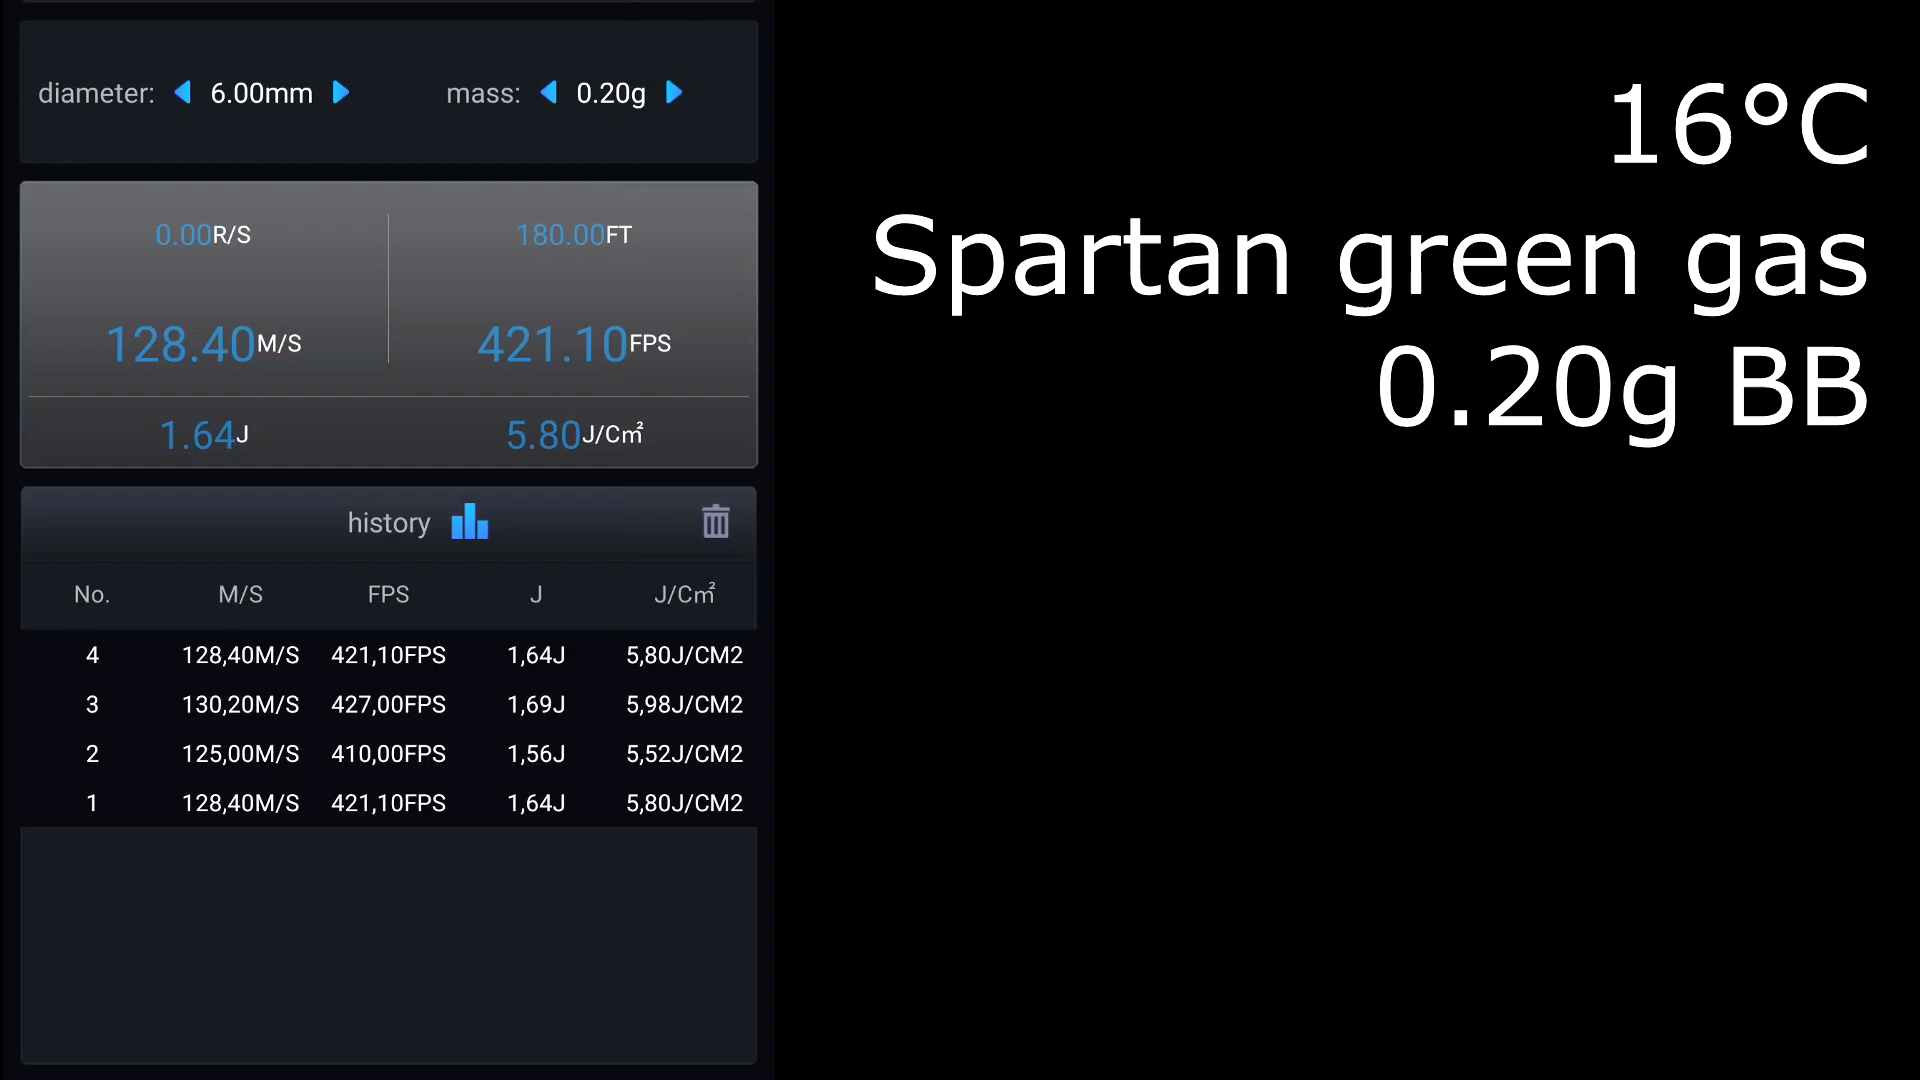 diameter: 6.00mm mass: 0.20g
0.00R/S 180.00FT
128.40M/S 421.10FPS
1.64J 5.80J/Cm²
history
No. M/S FPS J J/Cm²
4 128,40M/S 421,10FPS 1,64J 5,80J/CM2
3 130,20M/S 427,00FPS 1,69J 5,98J/CM2
2 125,00M/S 410,00FPS 1,56J 5,52J/CM2
1 128,40M/S 421,10FPS 1,64J 5,80J/CM2
16°C
Spartan green gas
0.20g BB